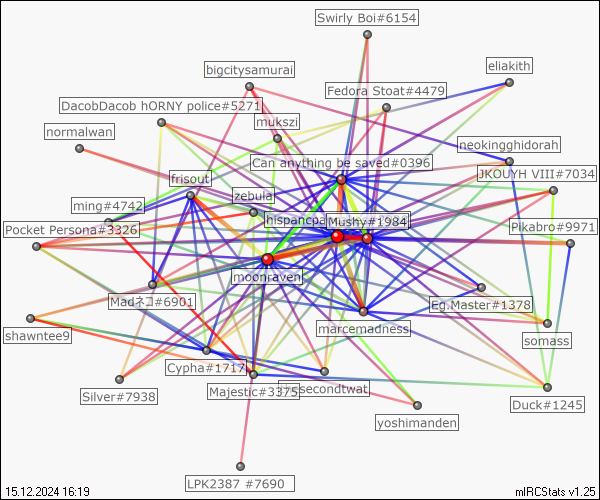 Swirly Boi#6154
bigcitysamurai
eliakith
Fedora Stoat#4479
DacobDacob hORNY police#5271
mukszi
normalwan
neokingghidorah
Can anything be saved#0396
JKOUYH VIII#7034
frisout
zebula
ming#4742
Mushy#1984
Pocket Persona#3326
Pikabro#9971
moonraven
Madネコ#6901
Eg.Master#1378
marcemadness
shawntee9
somass
Cypha#1717
Silver#7938
Majestic#3375
Duck#1245
yoshimanden
LPK2387 #7690
15.12.2024 16:19
mIRCStats v1.25